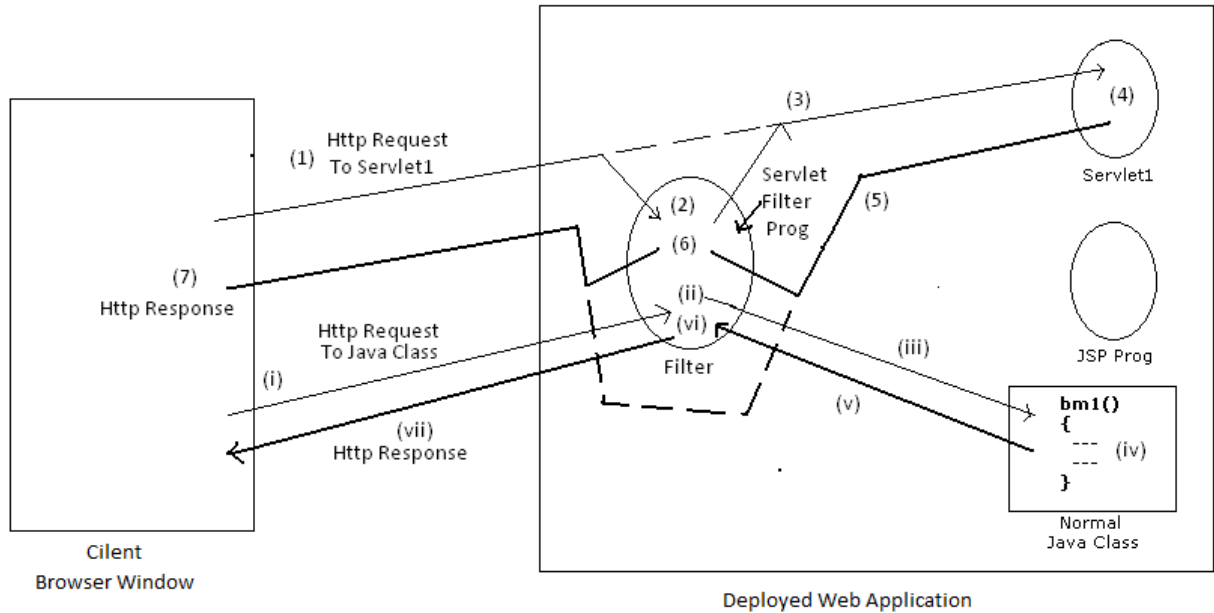 (1)
Http Request
To Servlet1
(3)
(4)
Servlet1
(2)
Servlet
Filter
Prog
(5)
(6)
(7)
Http Response
(ii)
(vi)
Filter
Http Request
To Java Class
(i)
(iii)
JSP Prog
(v)
(vii)
Http Response
bm1()
{
---
---
(iv)
}
Normal
Java Class
Cilent
Browser Window
Deployed Web Application